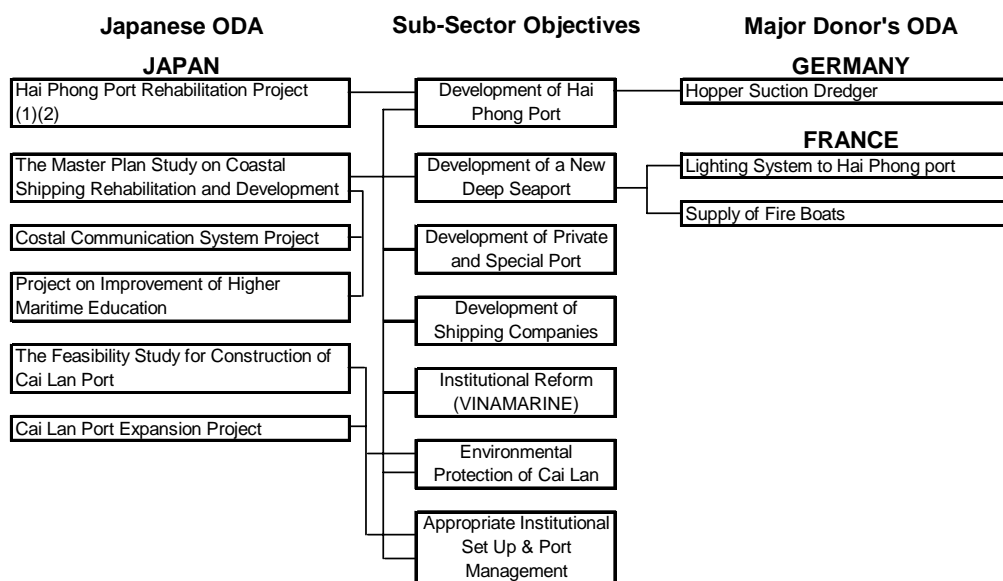 Japanese ODA
Sub-Sector Objectives
Major Donor's ODA
JAPAN
Hai Phong Port Rehabilitation Project
(1)(2)
The Master Plan Study on Coastal
Shipping Rehabilitation and Development
Costal Communication System Project
Project on Improvement of Higher
Maritime Education
The Feasibility Study for Construction of
Cai Lan Port
Cai Lan Port Expansion Project
Development of Hai
Phong Port
Development of a New
Deep Seaport
Development of Private
and Special Port
Development of
Shipping Companies
Institutional Reform
(VINAMARINE)
Environmental
Protection of Cai Lan
Appropriate Institutional
Set Up & Port
Management
GERMANY
Hopper Suction Dredger
FRANCE
Lighting System to Hai Phong port
Supply of Fire Boats